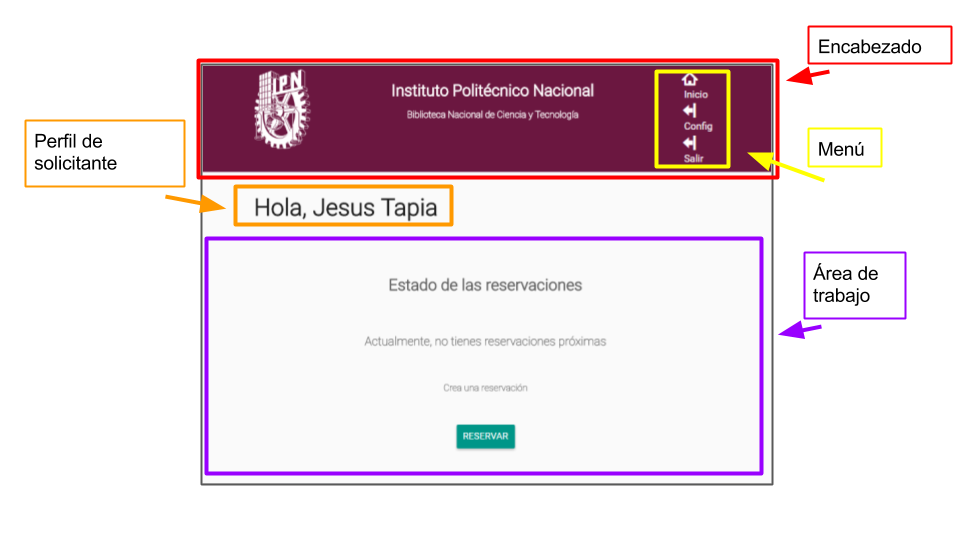 Encabezado
IPN
Instituto Politécnico Nacional
Biblioteca Nacional de Ciencia y Tecnología
Inicio
Config
Salir
Menú
Perfil de
solicitante
Hola, Jesus Tapia
Área de
trabajo
Estado de las reservaciones
Actualmente, no tienes reservaciones próximas
Crea una reservación
RESERVAR